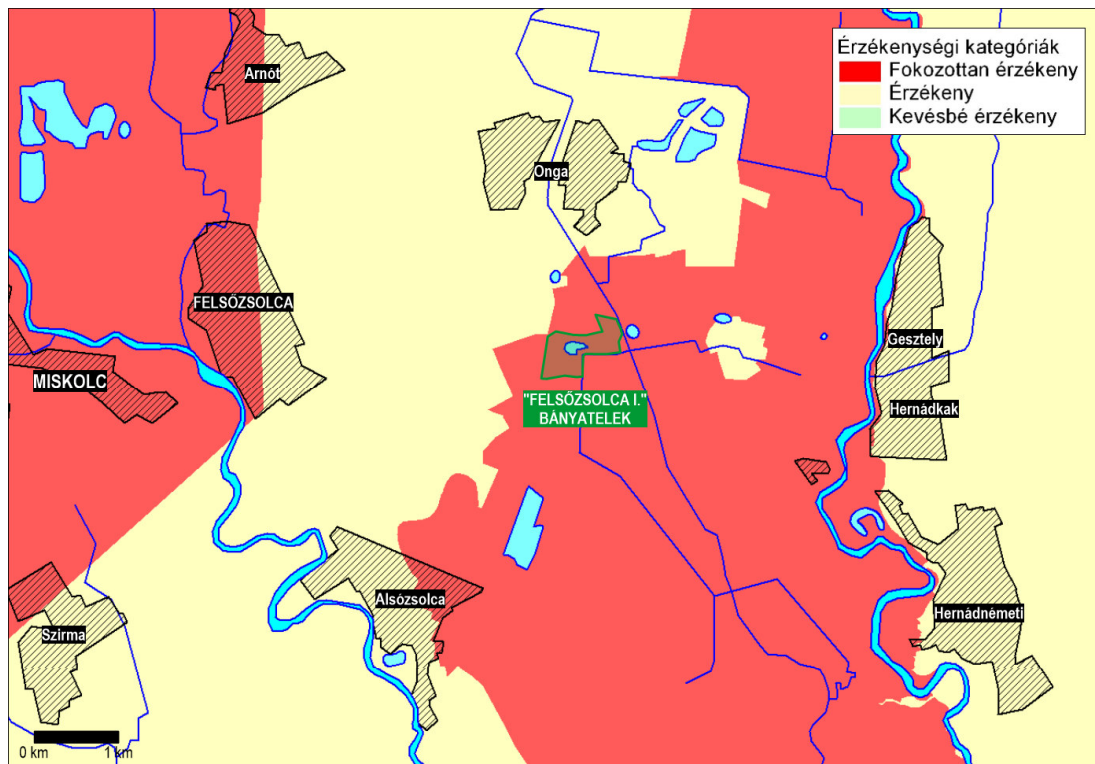 Érzékenységi kategóriák
Fokozottan érzékeny
Érzékeny
Kevésbé érzékeny
Arnót
Onga
FELSŐZSOLCA
MISKOLC
Gesztely
"FELSŐZSOLCA I."
BÁNYATELEK
Hernádkak
Alsózsolca
Hernádnémeti
Szirma
0 km 1 km